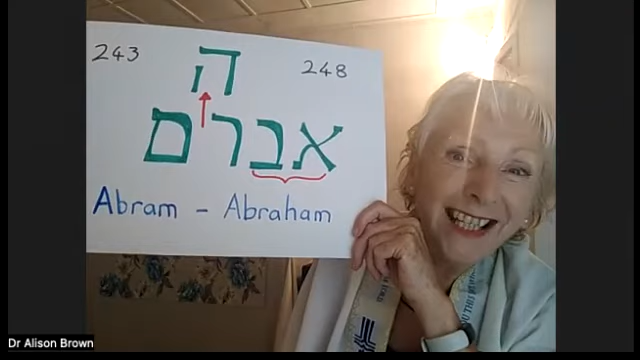 243
248
ה
אברם
Abram - Abraham
Dr Alison Brown